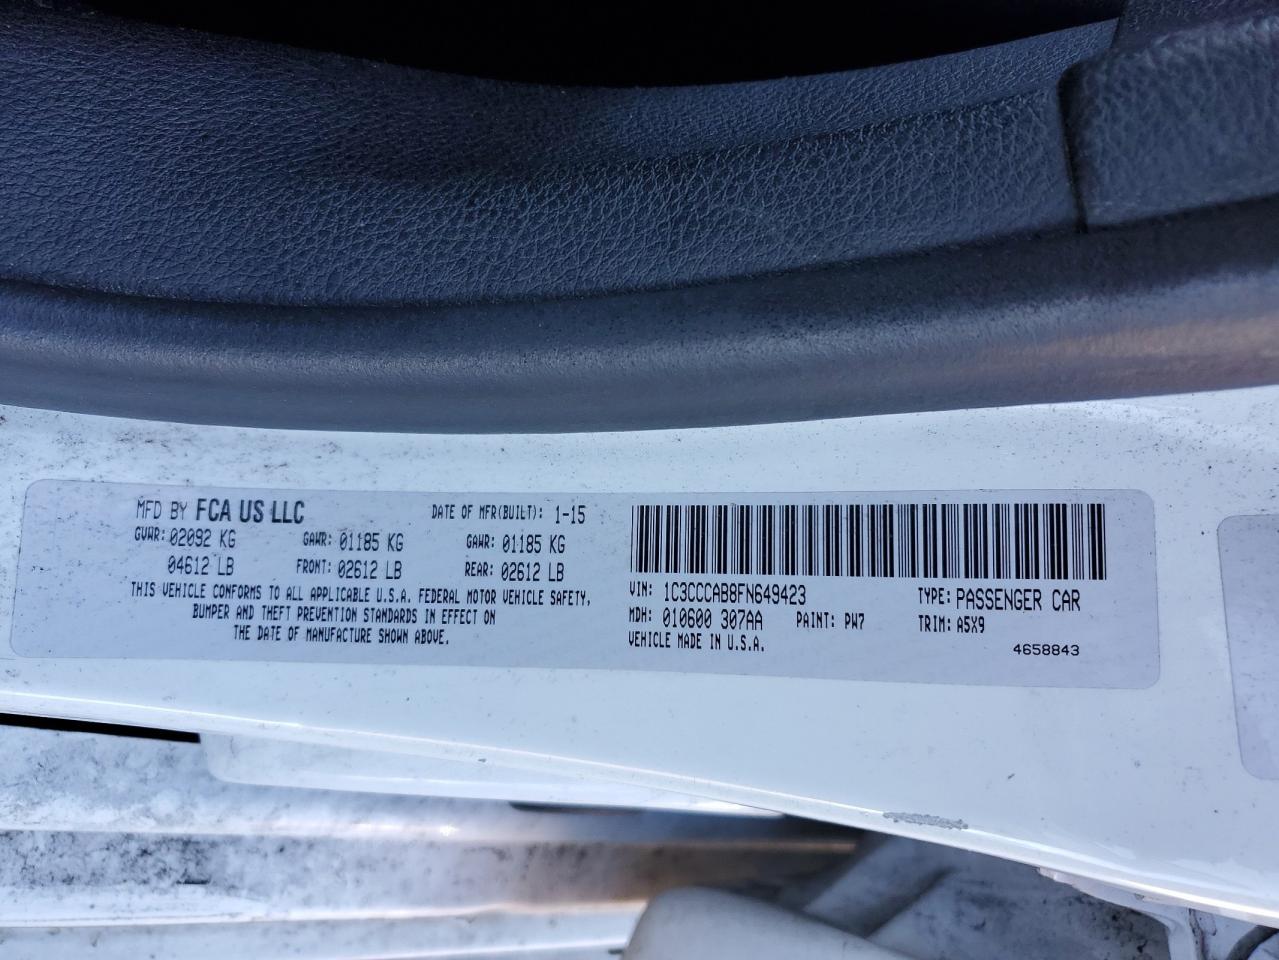 MFD BY FCA US LLC DATE OF MFR(BUILT): 1-15
GVWR: 02092 KG GAWR: 01185 KG GAWR: 01185 KG
04612 LB FRONT: 02612 LB REAR: 02612 LB
THIS VEHICLE CONFORMS TO ALL APPLICABLE U.S.A. FEDERAL MOTOR VEHICLE SAFETY,
BUMPER AND THEFT PREVENTION STANDARDS IN EFFECT ON
THE DATE OF MANUFACTURE SHOWN ABOVE.
VIN: 1C3CCCAB8FN649423 TYPE: PASSENGER CAR
MDH: 010600 307AA PAINT: PW7 TRIM: A5X9
VEHICLE MADE IN U.S.A. 4658843